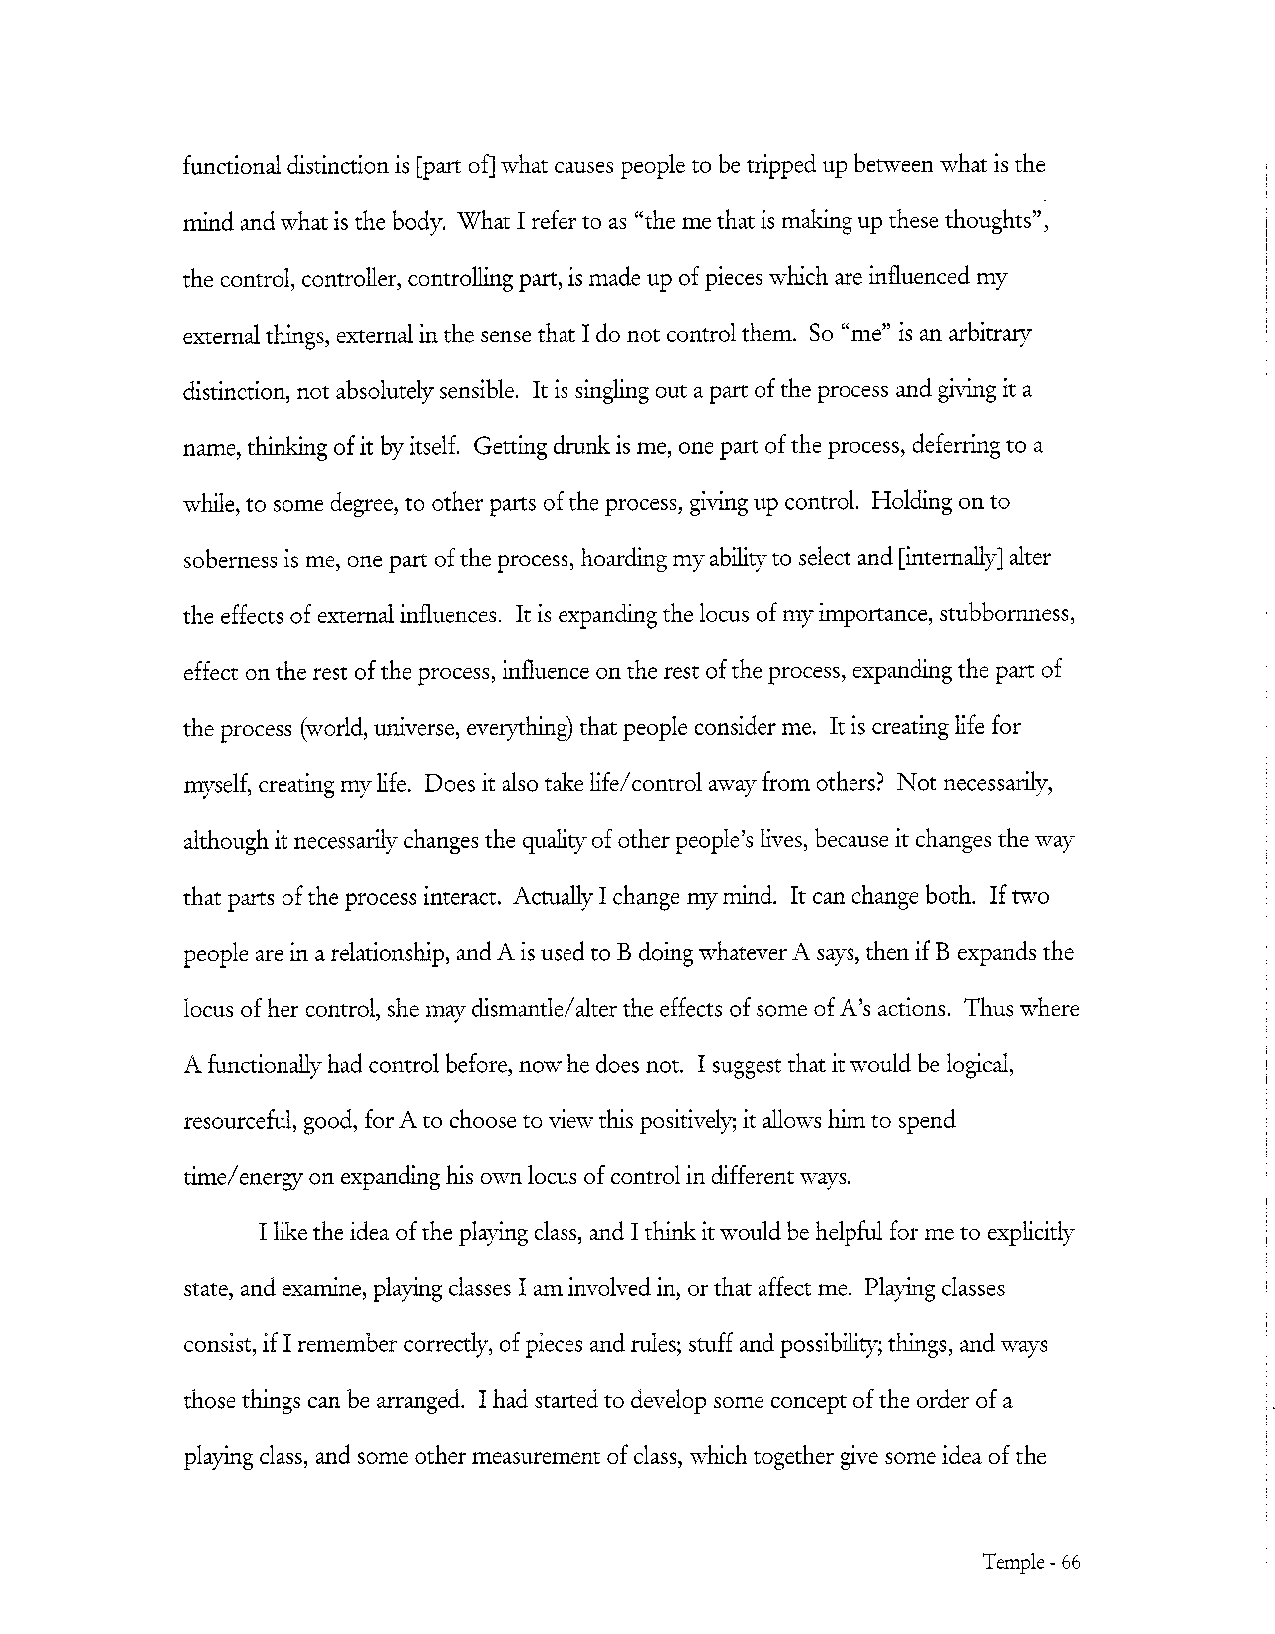 functional distinction is [part of] what causes people to be tripped up between what is the
mind and what is the body. What I refer to as “the me that is making up these thoughts”,
the control, controller, controlling part, is made up of pieces which are influenced my
external things, external in the sense that I do not control them. So “me” is an arbitrary
distinction, not absolutely sensible. It is singling out a part of the process and giving it a
name, thinking of it by itself. Getting drunk is me, one part of the process, deferring to a
while, to some degree, to other parts of the process, giving up control. Holding on to
soberness is me, one part of the process, hoarding my ability to select and [internally] alter
the effects of external influences. It is expanding the locus of my importance, stubbornness,
effect on the rest of the process, influence on the rest of the process, expanding the part of
the process (world, universe, everything) that people consider me. It is creating life for
myself, creating my life. Does it also take life/control away from others? Not necessarily,
although it necessarily changes the quality of other people’s lives, because it changes the way
that parts of the process interact. Actually I change my mind. It can change both. If two
people are in a relationship, and A is used to B doing whatever A says, then if B expands the
locus of her control, she may dismantle/alter the effects of some of A’s actions. Thus where
A functionally had control before, now he does not. I suggest that it would be logical,
resourceful, good, for A to choose to view this positively; it allows him to spend
time/energy on expanding his own locus of control in different ways.
I like the idea of the playing class, and I think it would be helpful for me to explicitly
state, and examine, playing classes I am involved in, or that affect me. Playing classes
consist, if I remember correctly, of pieces and rules; stuff and possibility; things, and ways
those things can be arranged. I had started to develop some concept of the order of a
playing class, and some other measurement of class, which together give some idea of the
Temple - 66